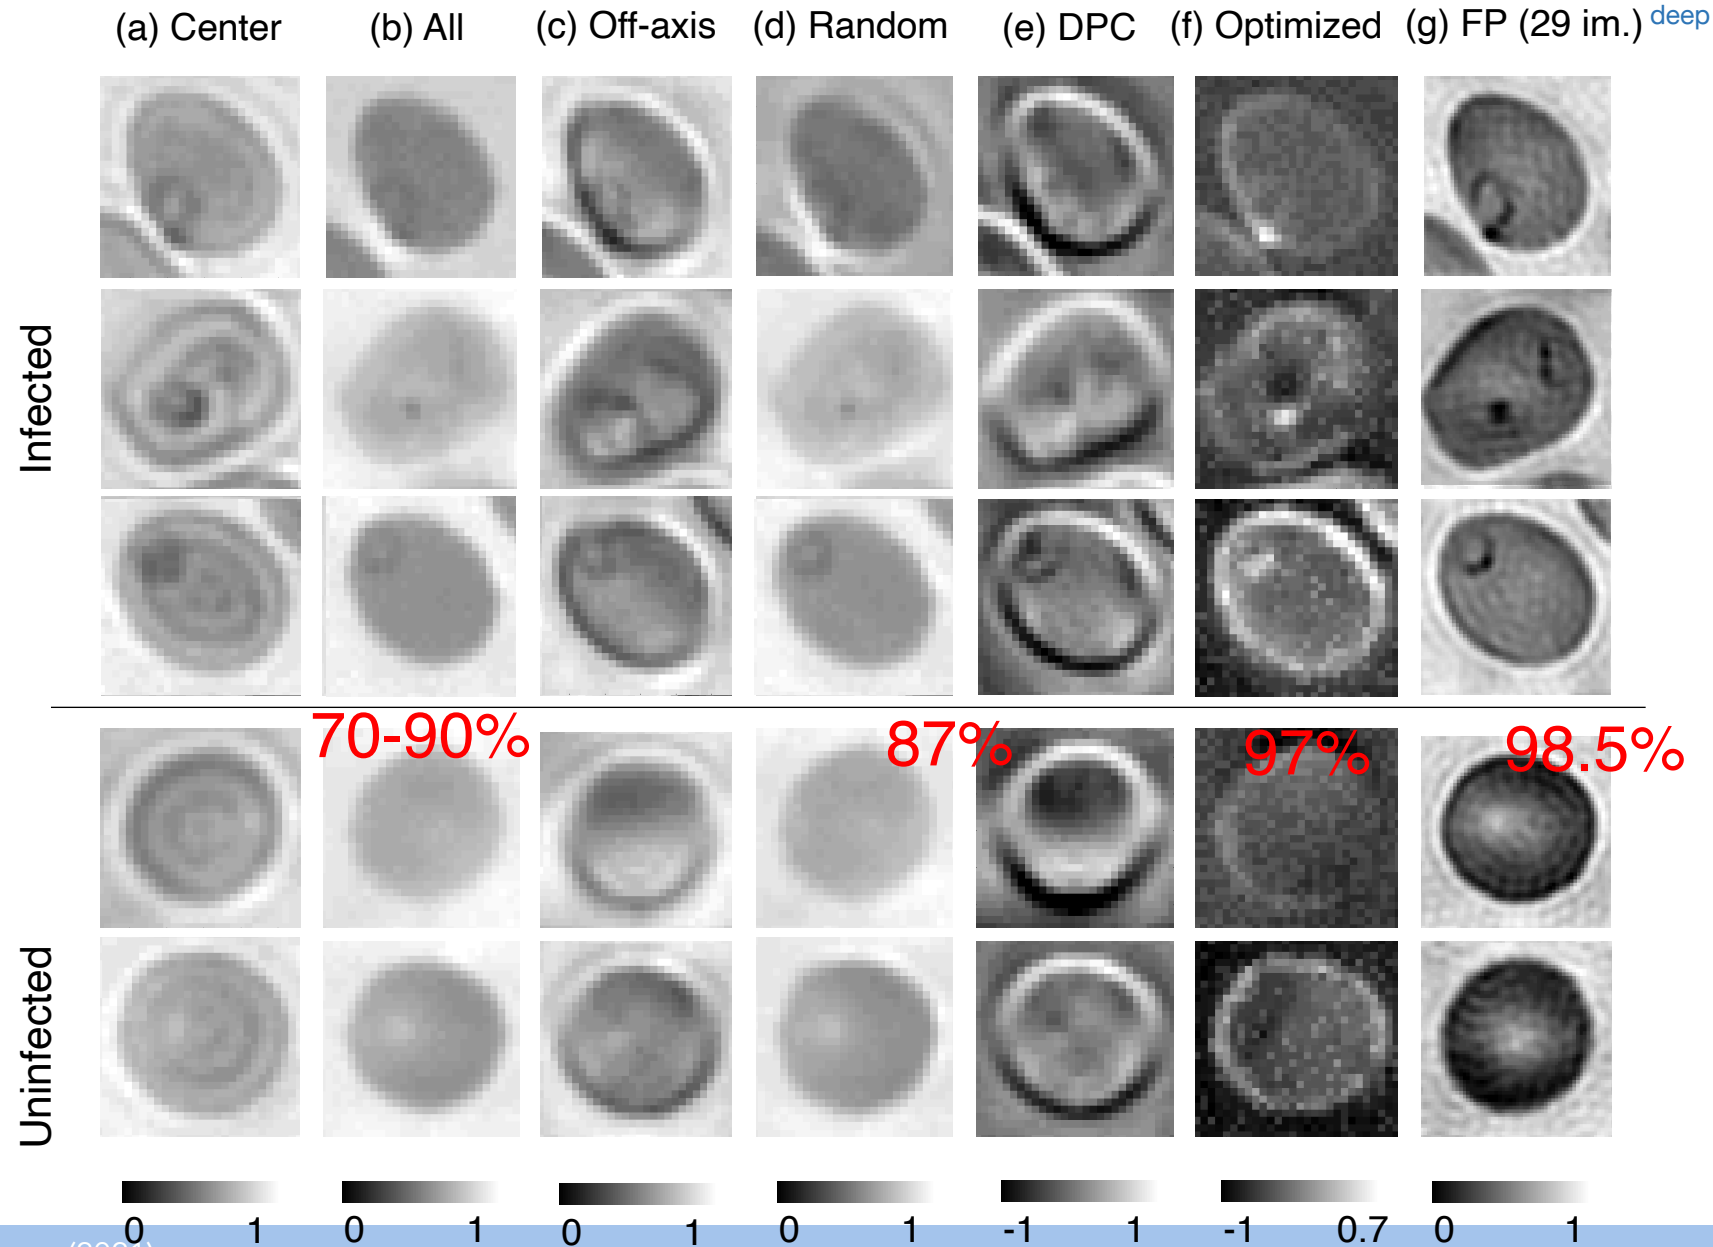 (a) Center (b) All (c) Off-axis (d) Random (e) DPC (f) Optimized (g) FP (29 im.) deep
Infected
70-90% 87% 97% 98.5%
Uninfected
0 1 0 1 0 1 0 1 -1 1 -1 0.7 0 1